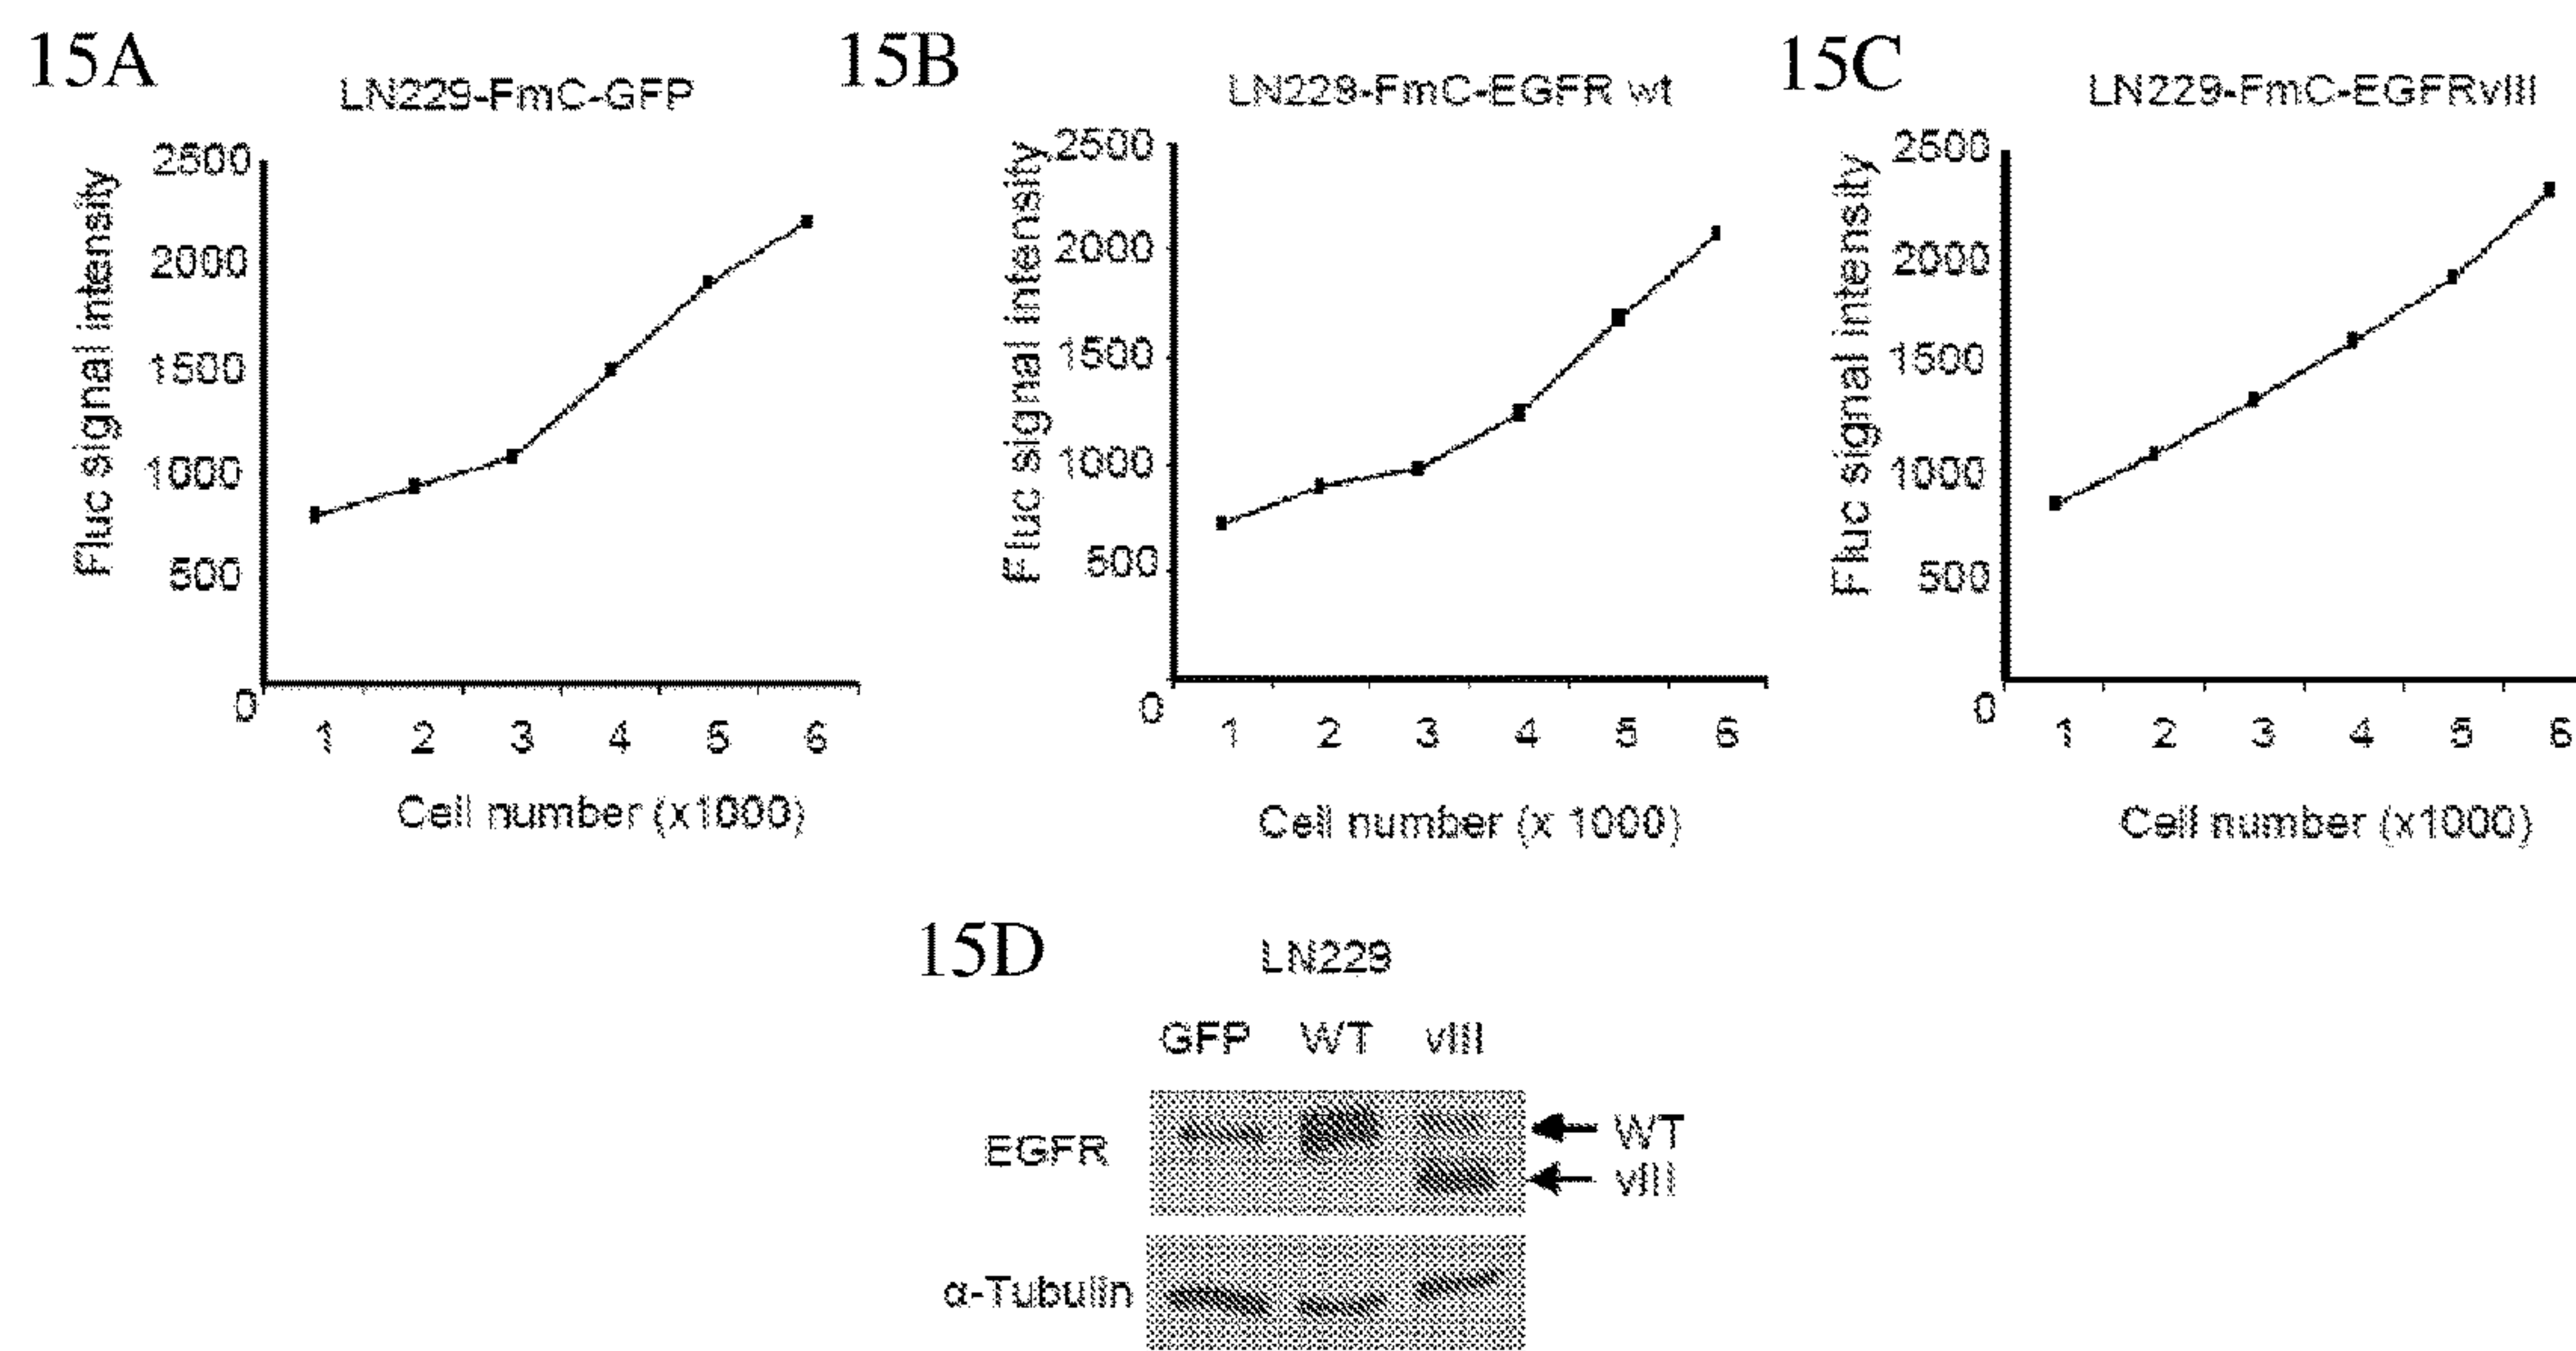 15A
LN229-FmC-GFP
Fluc signal intensity
2500
2000
1500
1000
500
0
1 2 3 4 5 6
Cell number (x1000)
15B
LN229-FmC-EGFR wt
Fluc signal intensity
2500
2000
1500
1000
500
0
1 2 3 4 5 6
Cell number (x 1000)
15C
LN229-FmC-EGFRvIII
Fluc signal intensity
2500
2000
1500
1000
500
0
1 2 3 4 5 6
Cell number (x1000)
15D
LN229
GFP WT vIII
EGFR
WT
vIII
α-Tubulin